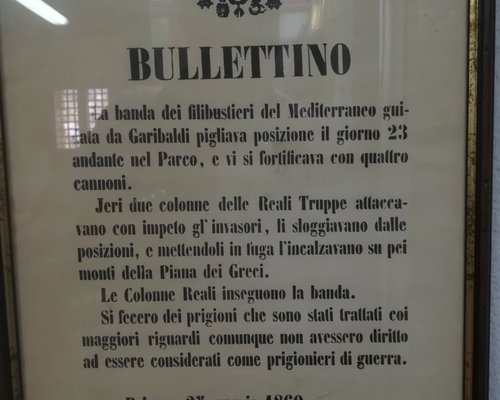 BULLETTINO
La banda dei filibustieri del Mediterraneo gui-
data da Garibaldi pigliava posizione il giorno 23
andante nel Parco, e vi si fortificava con quattro
cannoni.
Jeri due colonne delle Reali Truppe attacca-
vano con impeto gl' invasori, li sloggiavano dalle
posizioni, e mettendoli in fuga l'incalzavano su pei
monti della Piana dei Greci.
Le Colonne Reali inseguono la banda.
Si fecero dei prigioni che sono stati trattati coi
maggiori riguardi comunque non avessero diritto
ad essere considerati come prigionieri di guerra.